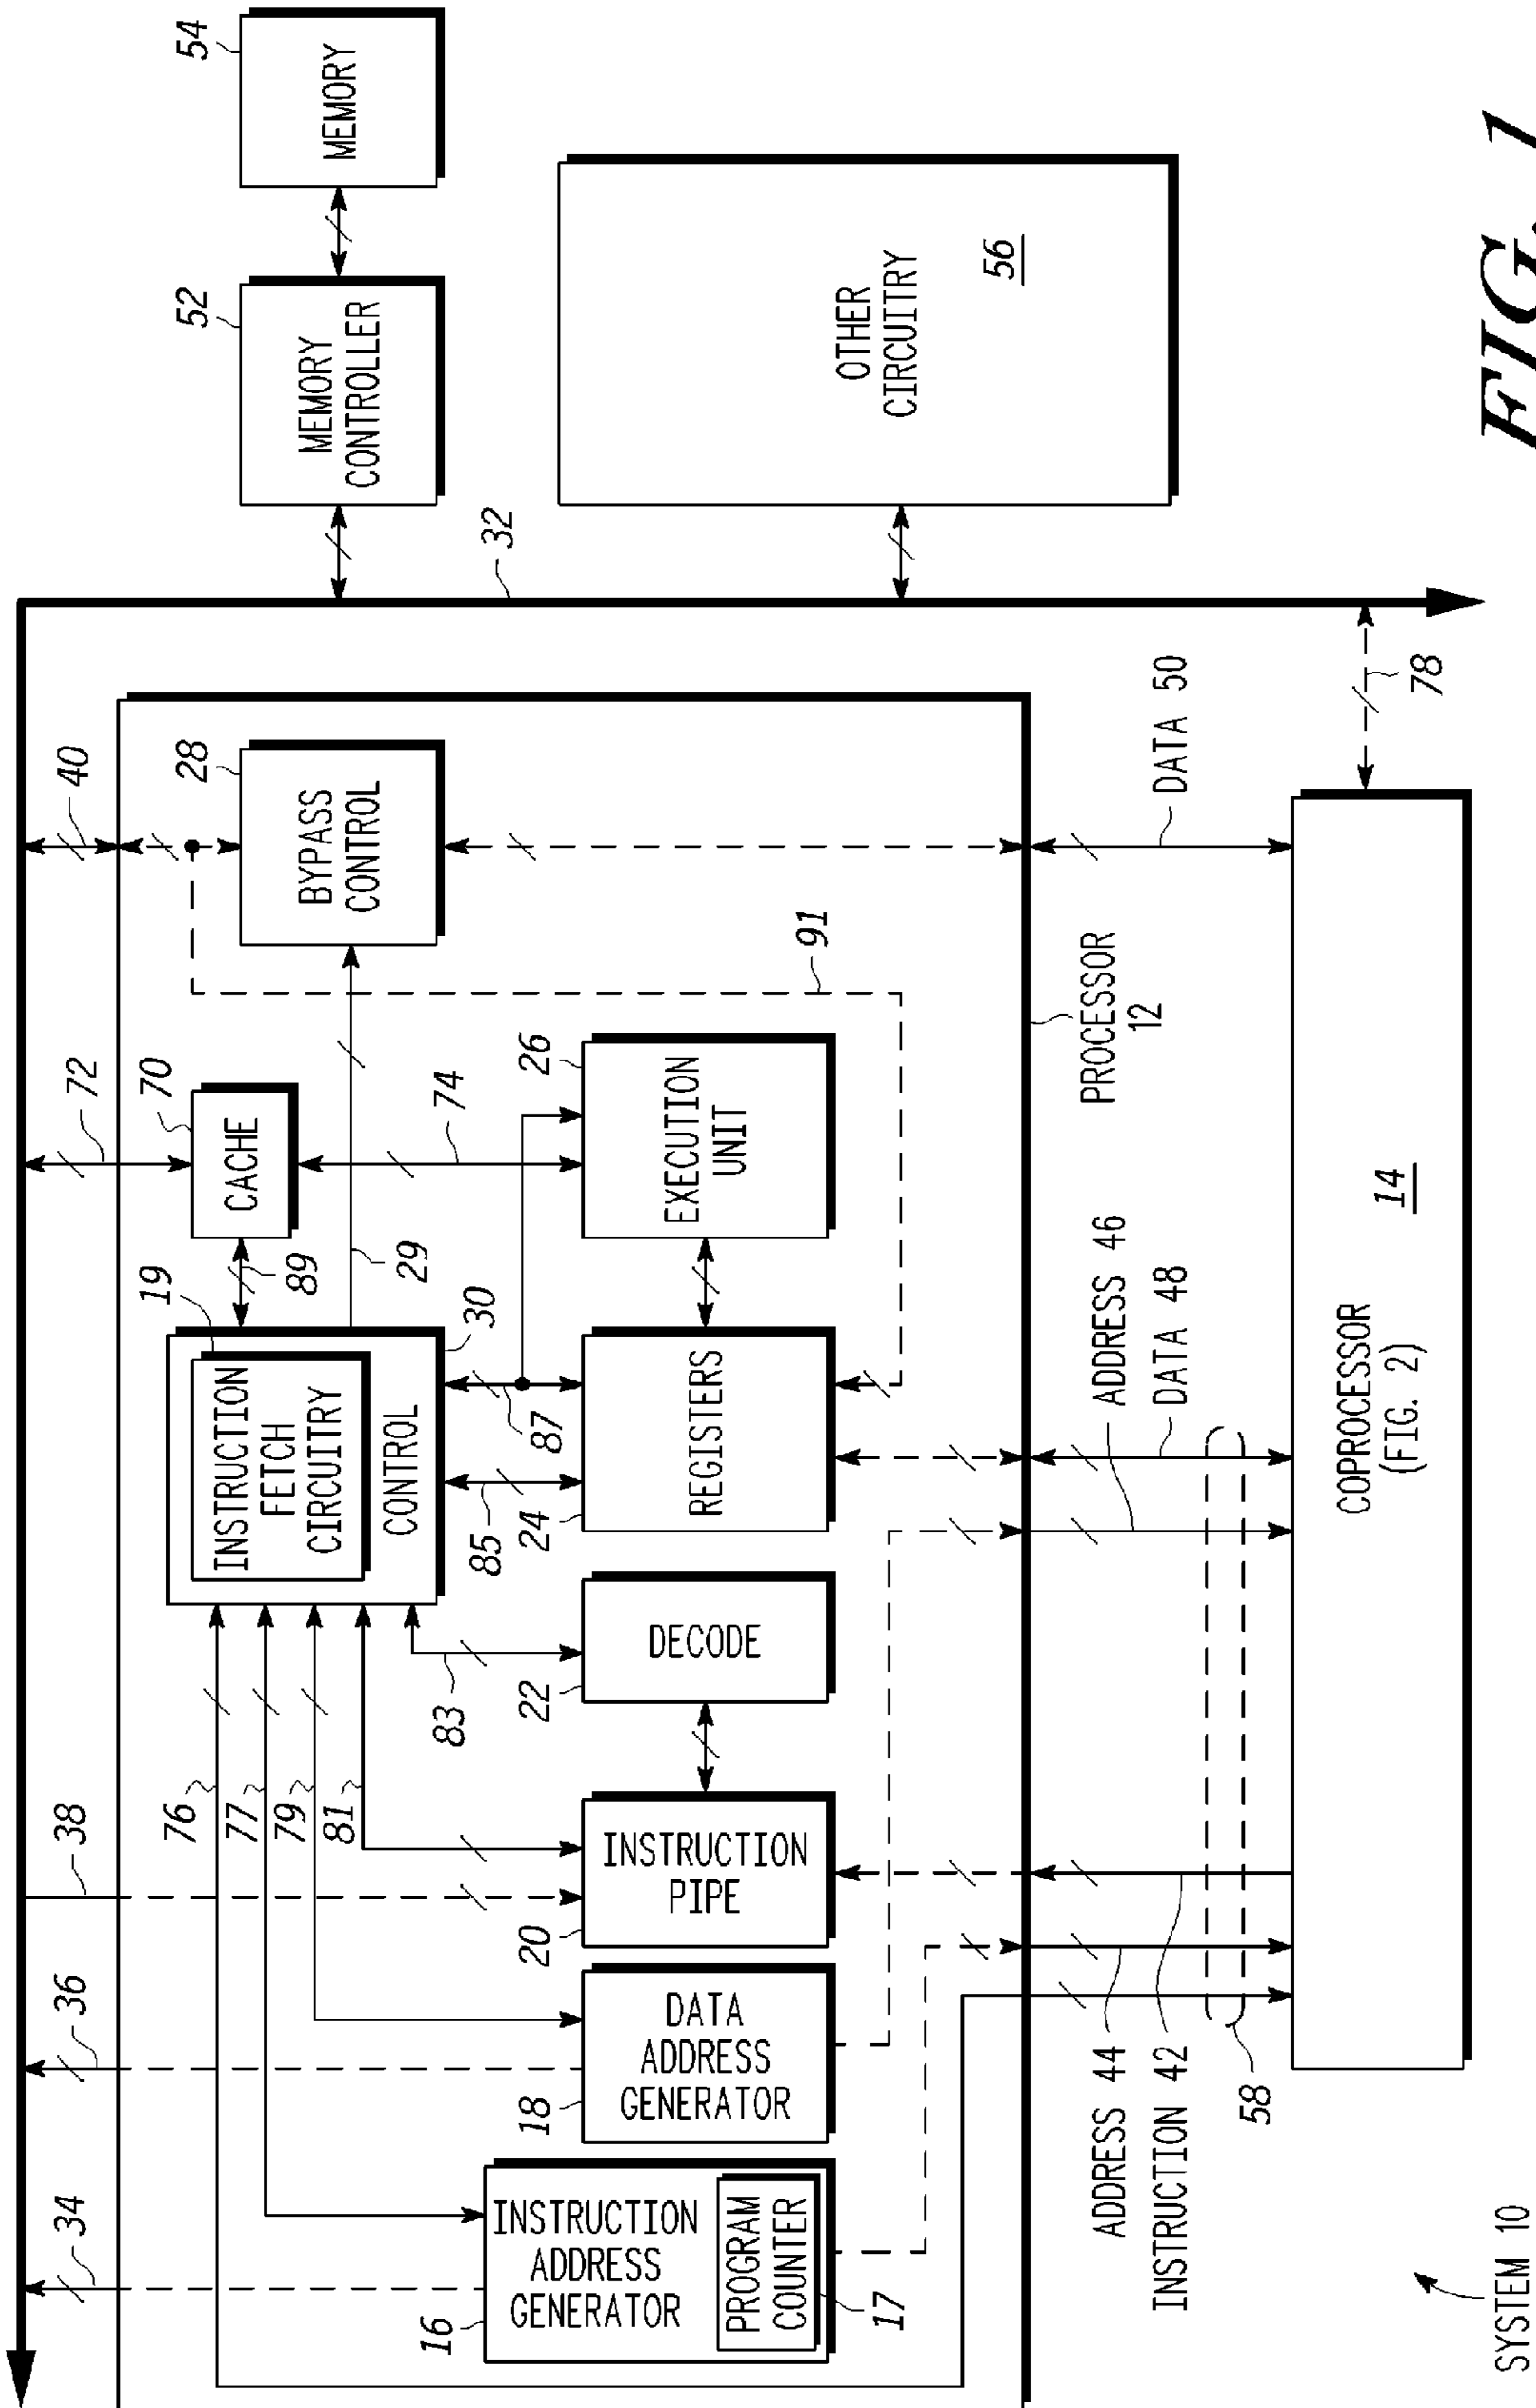 34
36
38
72
40
54
MEMORY
52
MEMORY
CONTROLLER
32
OTHER
CIRCUITRY
56
76
77
79
81
19
INSTRUCTION
FETCH
CIRCUITRY
CONTROL
30
89
70
CACHE
29
28
BYPASS
CONTROL
74
91
83
85
87
16
INSTRUCTION
ADDRESS
GENERATOR
PROGRAM
COUNTER
17
18
DATA
ADDRESS
GENERATOR
20
INSTRUCTION
PIPE
22
DECODE
24
REGISTERS
26
EXECUTION
UNIT
PROCESSOR
12
ADDRESS 44
INSTRUCTION 42
58
ADDRESS 46
DATA 48
DATA 50
78
COPROCESSOR
(FIG. 2)
14
SYSTEM 10
FIG. 1